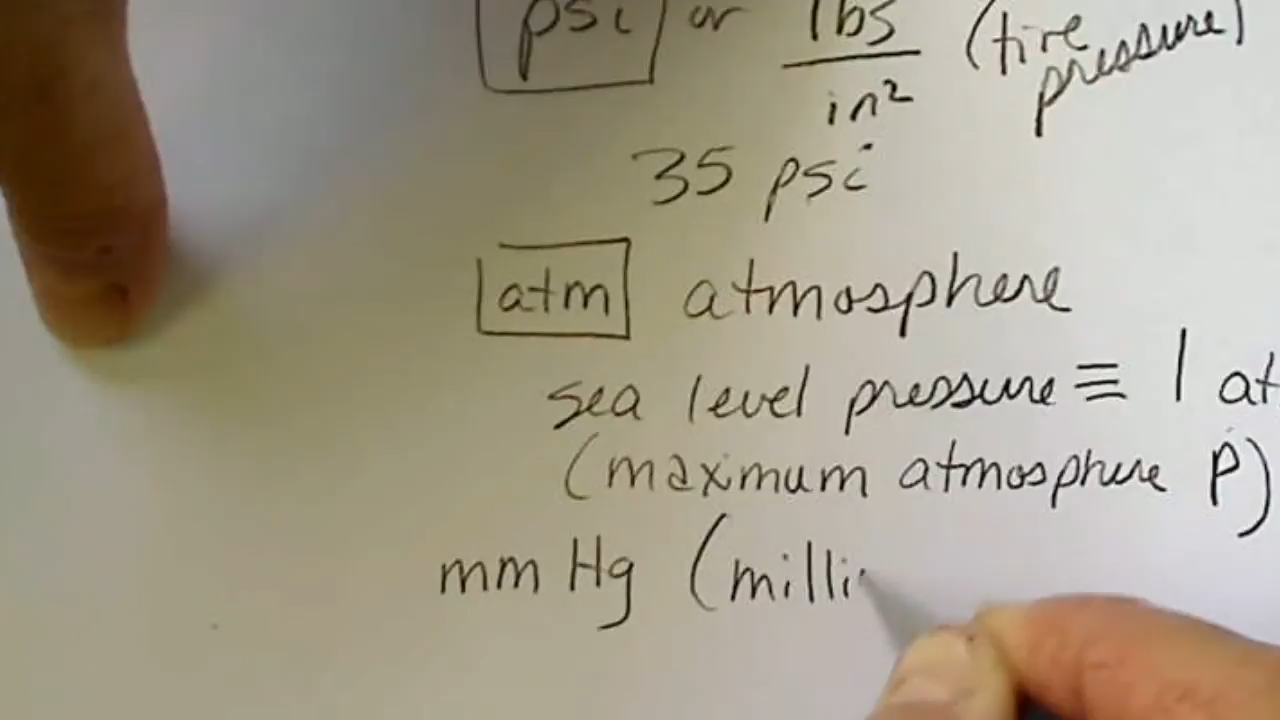 psi or lbs/in² (tire pressure)
35 psi
atm atmosphere
sea level pressure ≡ 1 at
(maximum atmosphere P)
mm Hg (milli